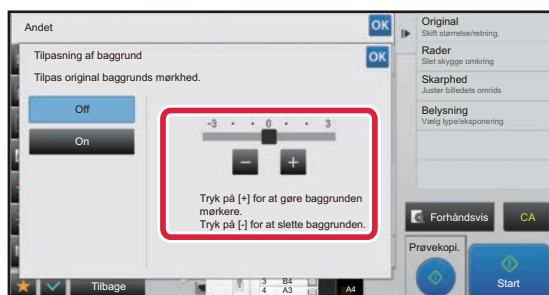 Andet
OK
Tilpasning af baggrund
OK
Tilpas original baggrunds mørkhed.
Off
On
-3 0 3
− +
Tryk på [+] for at gøre baggrunden
mørkere.
Tryk på [-] for at slette baggrunden.
Original
Skift størrelse/retning.
Rader
Slet skygge omkring
Skarphed
Juster billedets omrids
Belysning
Vælg type/eksponering
Forhåndsvis
CA
Prøvekopi.
Start
Tilbage
3 B4
4 A3
A4